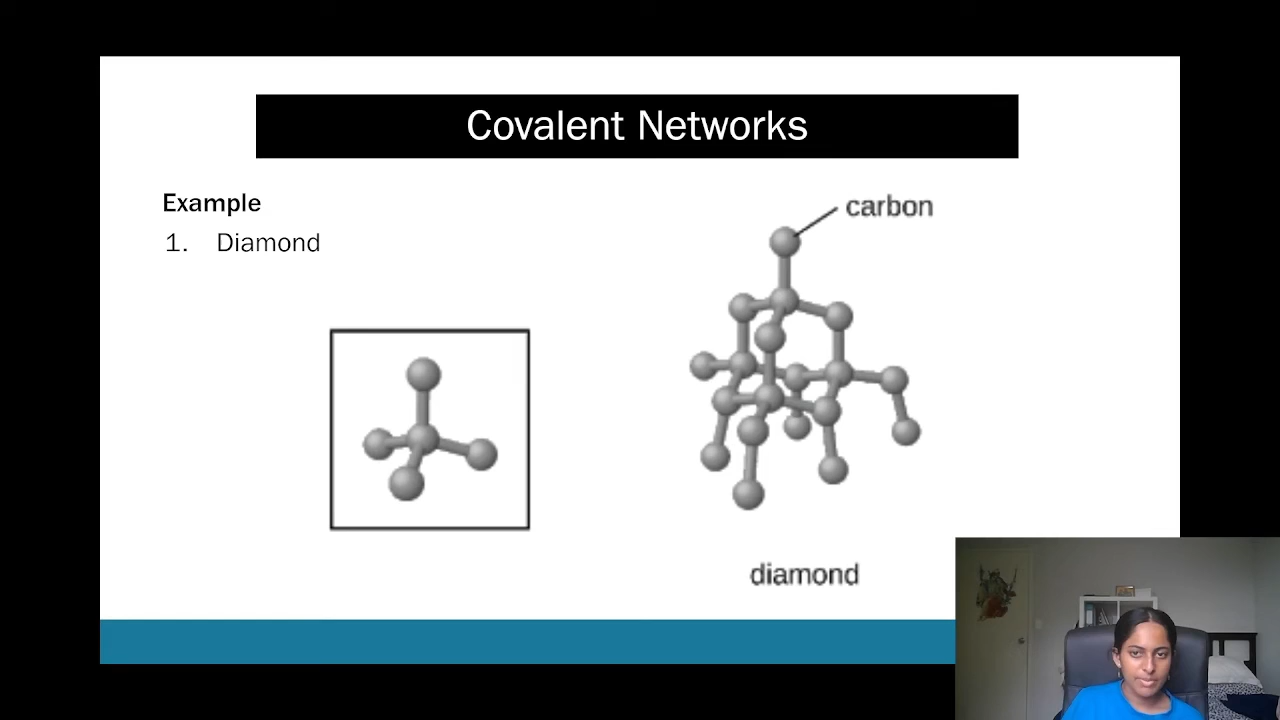 Covalent Networks
Example
1. Diamond
carbon
diamond